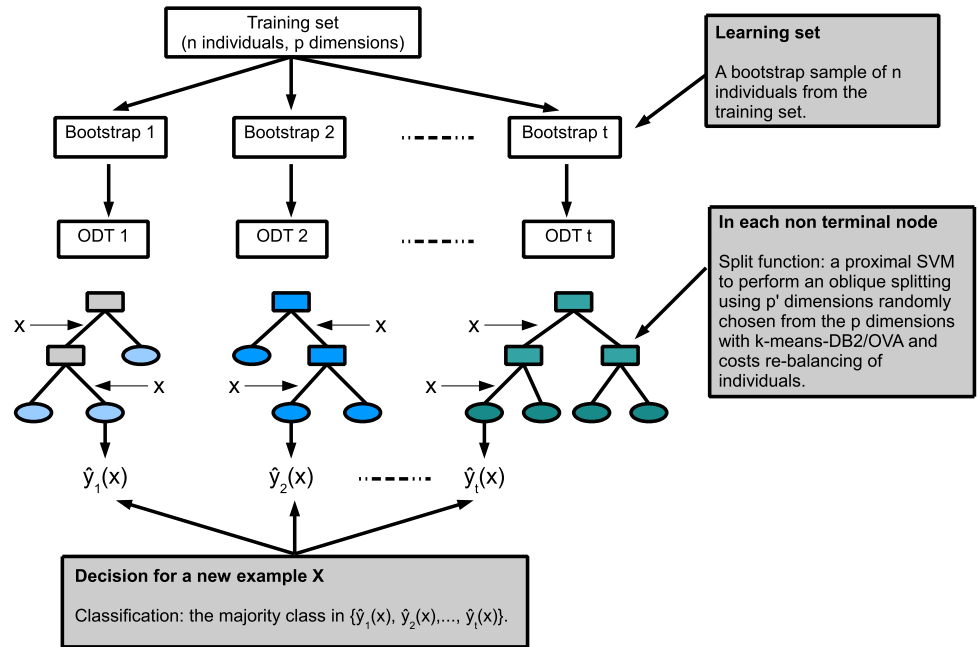 Training set
(n individuals, p dimensions)
Learning set
A bootstrap sample of n
individuals from the
training set.
Bootstrap 1
Bootstrap 2
Bootstrap t
ODT 1
ODT 2
ODT t
In each non terminal node
Split function: a proximal SVM
to perform an oblique splitting
using p' dimensions randomly
chosen from the p dimensions
with k-means-DB2/OVA and
costs re-balancing of
individuals.
x
x
x
x
x
x
ŷ₁(x)
ŷ₂(x)
ŷₜ(x)
Decision for a new example X
Classification: the majority class in {ŷ₁(x), ŷ₂(x),..., ŷₜ(x)}.